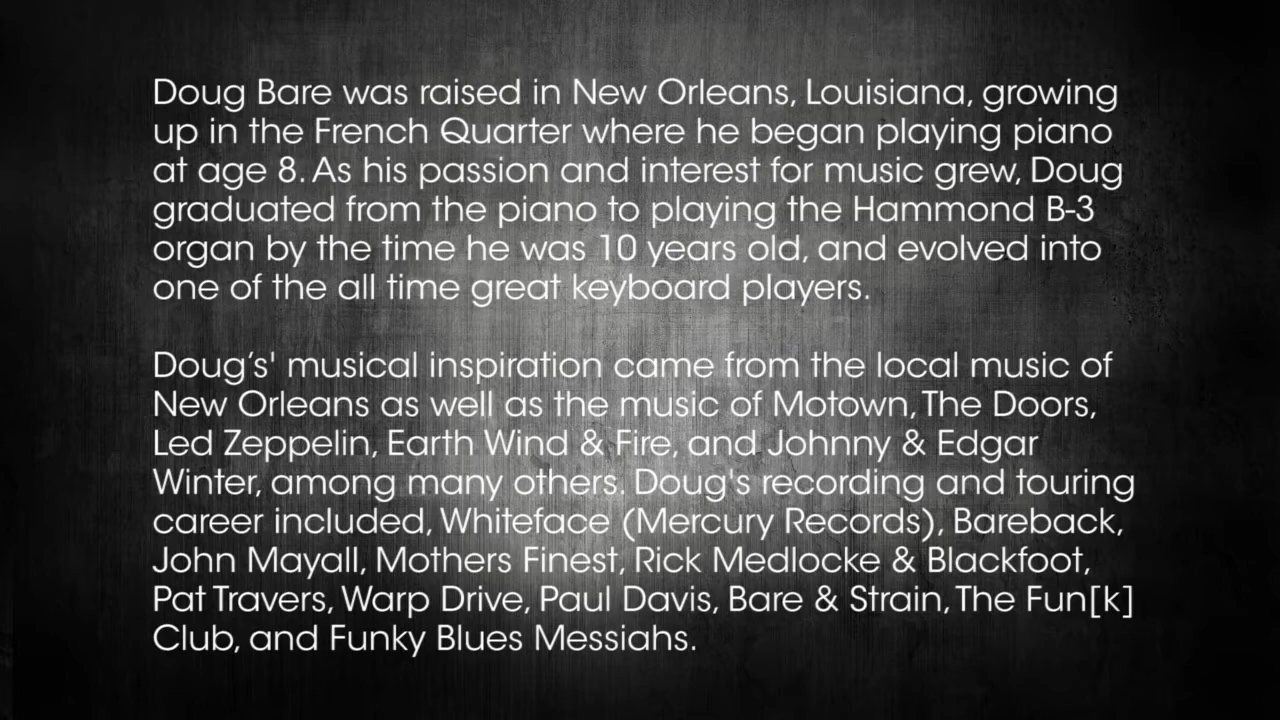 Doug Bare was raised in New Orleans, Louisiana, growing
up in the French Quarter where he began playing piano
at age 8. As his passion and interest for music grew, Doug
graduated from the piano to playing the Hammond B-3
organ by the time he was 10 years old, and evolved into
one of the all time great keyboard players.
Doug’s' musical inspiration came from the local music of
New Orleans as well as the music of Motown, The Doors,
Led Zeppelin, Earth Wind & Fire, and Johnny & Edgar
Winter, among many others. Doug's recording and touring
career included, Whiteface (Mercury Records), Bareback,
John Mayall, Mothers Finest, Rick Medlocke & Blackfoot,
Pat Travers, Warp Drive, Paul Davis, Bare & Strain, The Fun[k]
Club, and Funky Blues Messiahs.